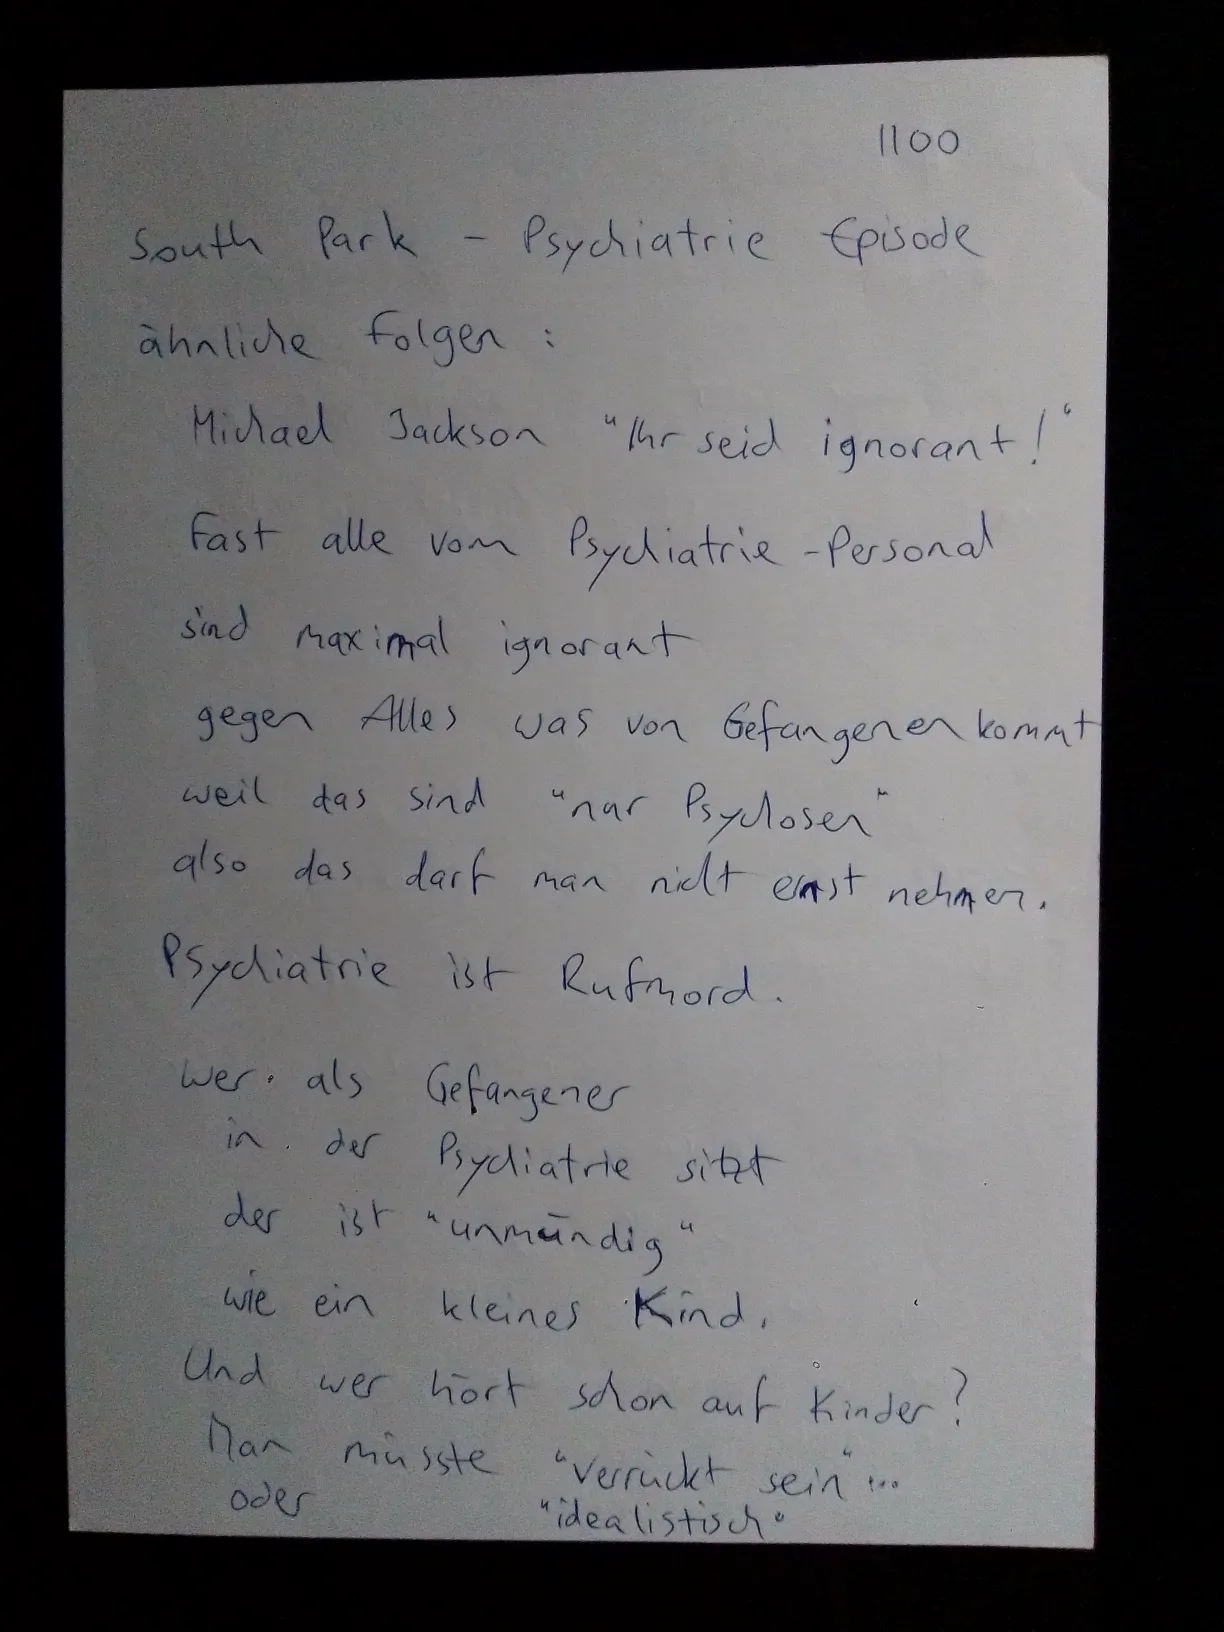 1100
South Park - Psychiatrie Episode
ähnliche Folgen :
Michael Jackson "Ihr seid ignorant!"
Fast alle vom Psychiatrie-Personal
sind maximal ignorant
gegen Alles was von Gefangenen kommt
weil das sind "nur Psychosen"
also das darf man nicht ernst nehmen.
Psychiatrie ist Rufmord.
Wer als Gefangener
in der Psychiatrie sitzt
der ist "unmündig"
wie ein kleines Kind.
Und wer hört schon auf Kinder?
Man müsste "verrückt sein"...
oder "idealistisch"